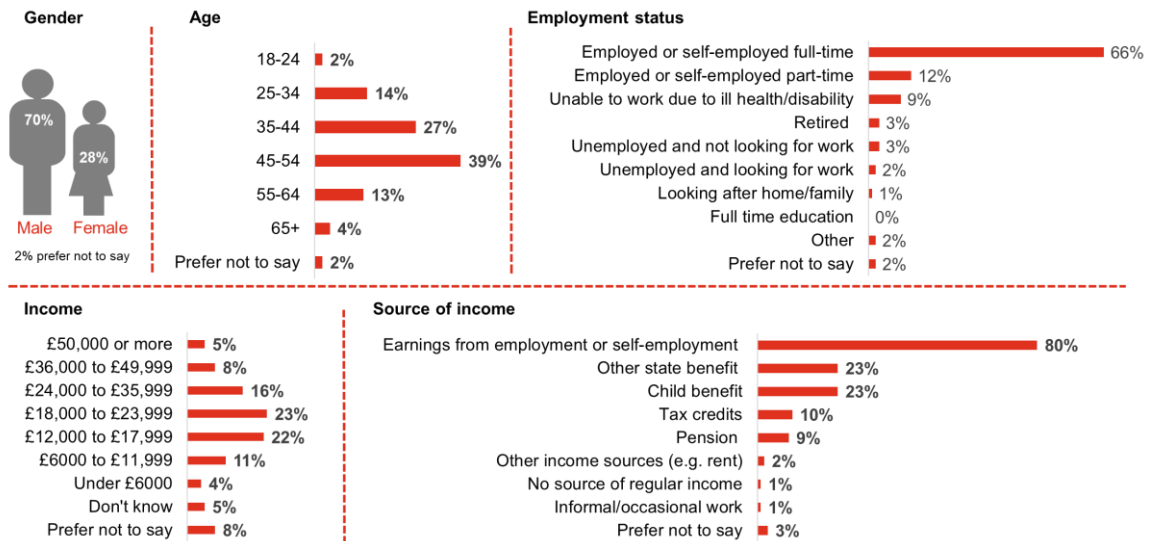 Gender
70%
28%
Male Female
2% prefer not to say
Age
18-24 2%
25-34 14%
35-44 27%
45-54 39%
55-64 13%
65+ 4%
Prefer not to say 2%
Employment status
Employed or self-employed full-time 66%
Employed or self-employed part-time 12%
Unable to work due to ill health/disability 9%
Retired 3%
Unemployed and not looking for work 3%
Unemployed and looking for work 2%
Looking after home/family 1%
Full time education 0%
Other 2%
Prefer not to say 2%
Income
£50,000 or more 5%
£36,000 to £49,999 8%
£24,000 to £35,999 16%
£18,000 to £23,999 23%
£12,000 to £17,999 22%
£6000 to £11,999 11%
Under £6000 4%
Don't know 5%
Prefer not to say 8%
Source of income
Earnings from employment or self-employment 80%
Other state benefit 23%
Child benefit 23%
Tax credits 10%
Pension 9%
Other income sources (e.g. rent) 2%
No source of regular income 1%
Informal/occasional work 1%
Prefer not to say 3%